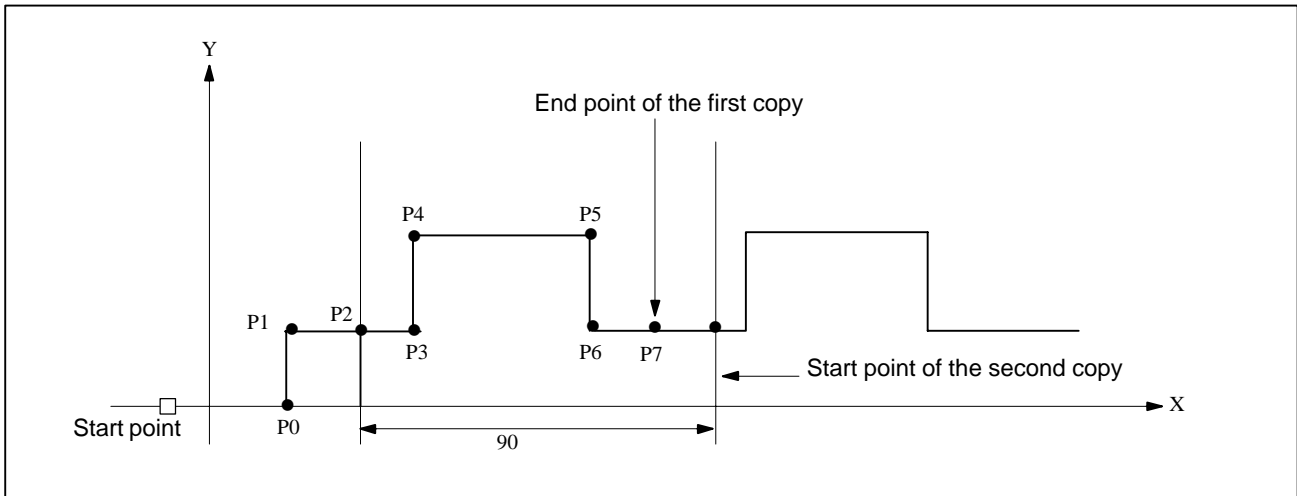 Y
End point of the first copy
P4
P5
P1
P2
P3
P6
P7
Start point of the second copy
X
Start point
P0
90